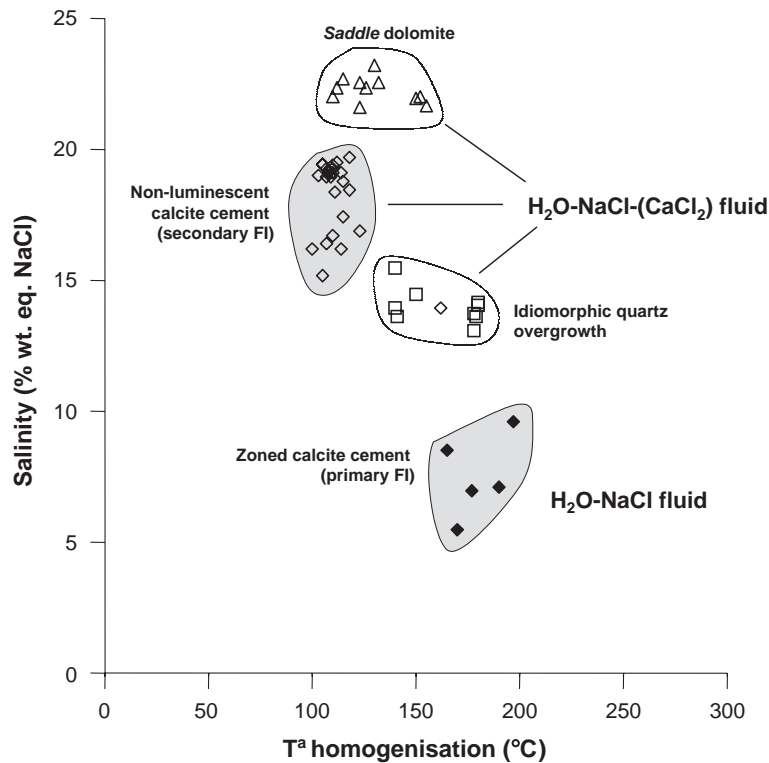 25
Saddle dolomite
20
Non-luminescent
calcite cement
(secondary FI)
H₂O-NaCl-(CaCl₂) fluid
15
Idiomorphic quartz
overgrowth
10
Zoned calcite cement
(primary FI)
H₂O-NaCl fluid
5
0
0 50 100 150 200 250 300
Tª homogenisation (°C)
Salinity (% wt. eq. NaCl)